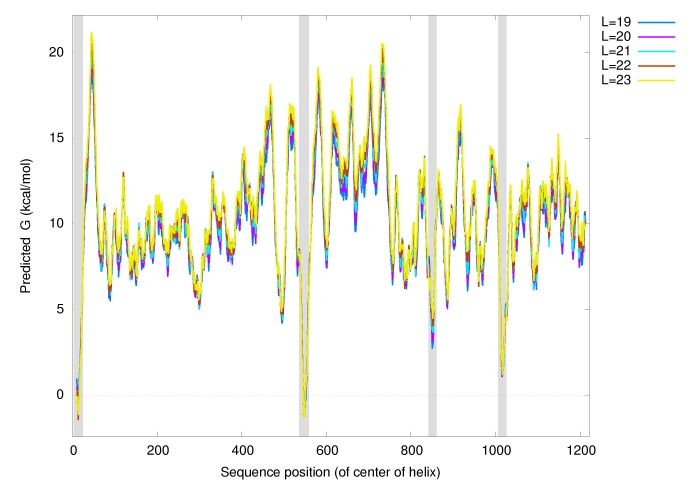 L=19
L=20
L=21
L=22
L=23
20
15
10
5
0
Predicted G (kcal/mol)
0 200 400 600 800 1000 1200
Sequence position (of center of helix)